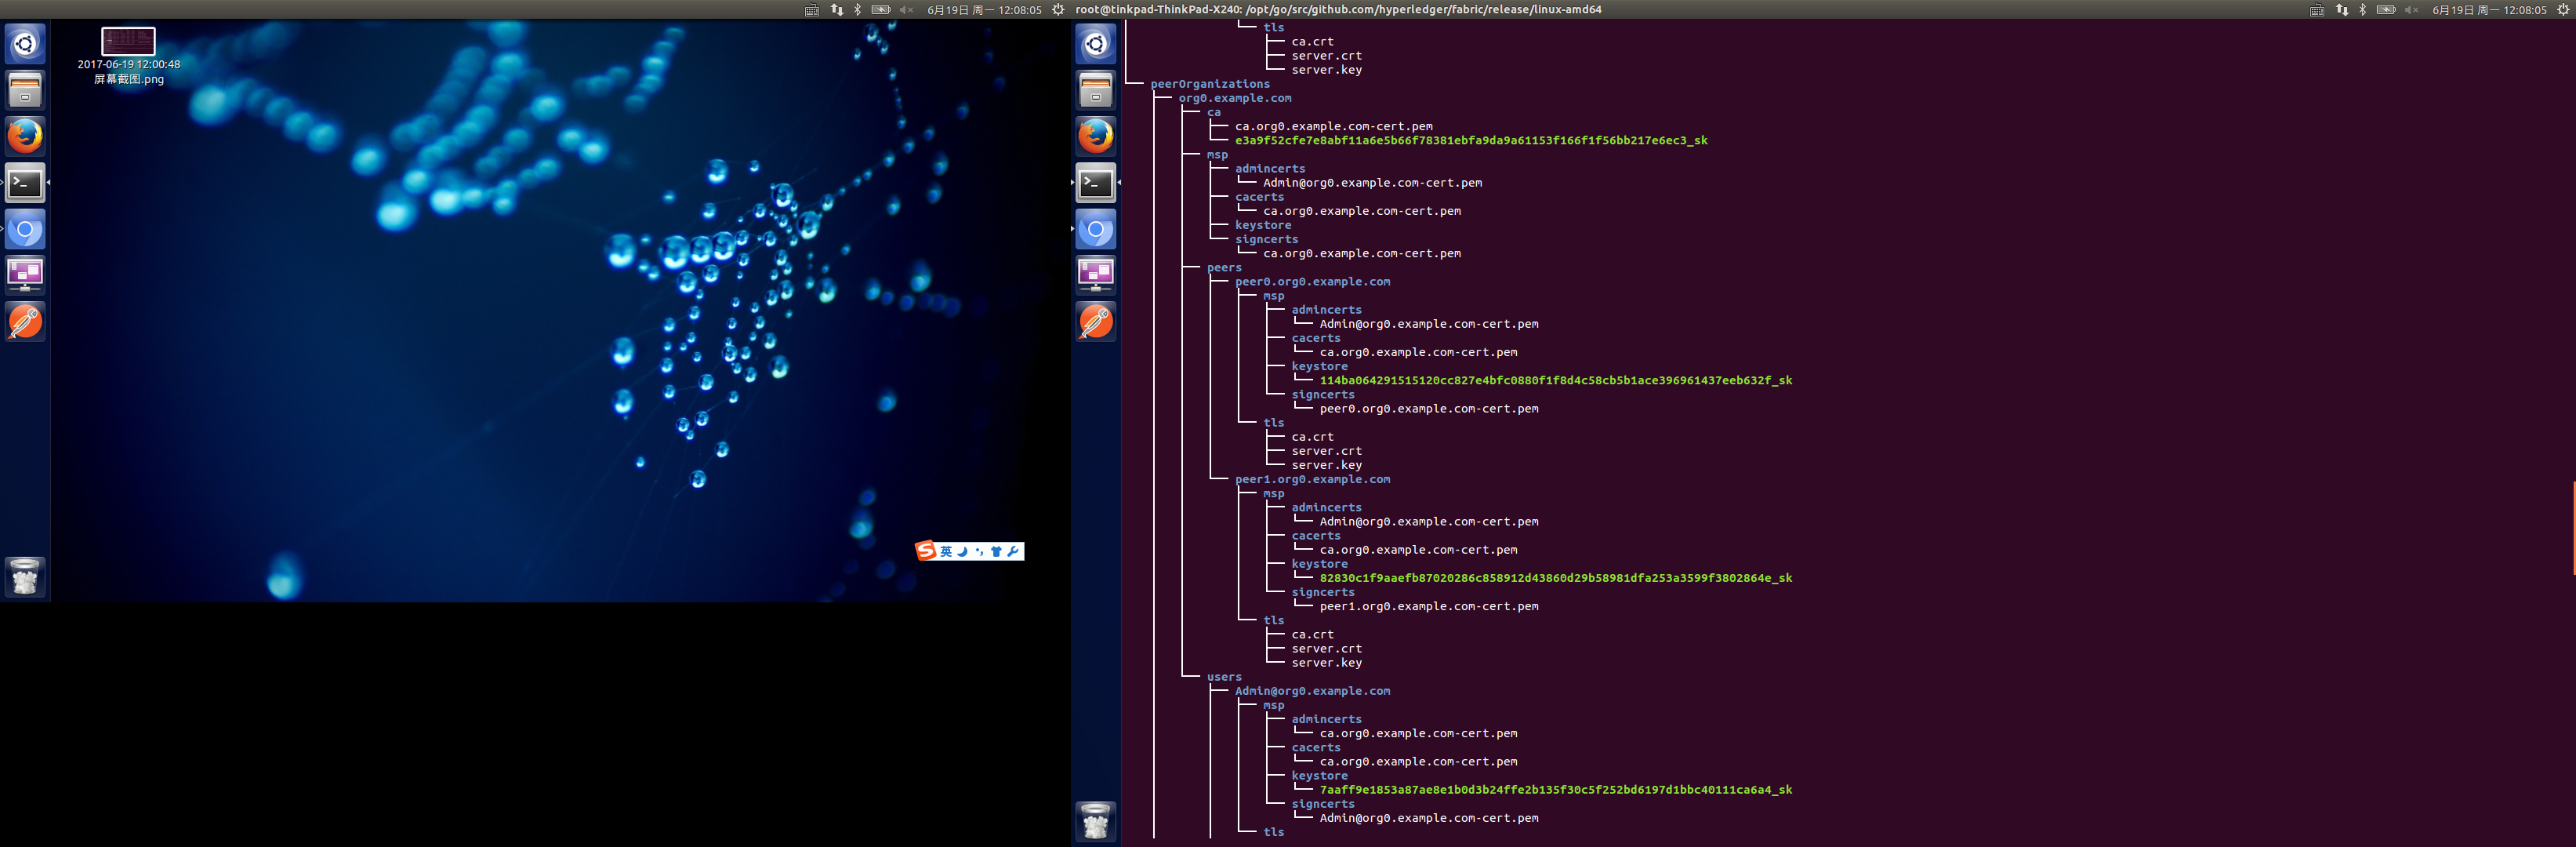 6月19日 周一 12:08:05
2017-06-19 12:00:48
屏幕截图.png
英
root@tinkpad-ThinkPad-X240: /opt/go/src/github.com/hyperledger/fabric/release/linux-amd64
6月19日 周一 12:08:05
tls
ca.crt
server.crt
server.key
peerOrganizations
org0.example.com
ca
ca.org0.example.com-cert.pem
e3a9f52cfe7e8abf11a6e5b66f78381ebfa9da9a61153f166f1f56bb217e6ec3_sk
msp
admincerts
Admin@org0.example.com-cert.pem
cacerts
ca.org0.example.com-cert.pem
keystore
signcerts
ca.org0.example.com-cert.pem
peers
peer0.org0.example.com
msp
admincerts
Admin@org0.example.com-cert.pem
cacerts
ca.org0.example.com-cert.pem
keystore
114ba064291515120cc827e4bfc0880f1f8d4c58cb5b1ace396961437eeb632f_sk
signcerts
peer0.org0.example.com-cert.pem
tls
ca.crt
server.crt
server.key
peer1.org0.example.com
msp
admincerts
Admin@org0.example.com-cert.pem
cacerts
ca.org0.example.com-cert.pem
keystore
82830c1f9aaefb87020286c858912d43860d29b58981dfa253a3599f3802864e_sk
signcerts
peer1.org0.example.com-cert.pem
tls
ca.crt
server.crt
server.key
users
Admin@org0.example.com
msp
admincerts
ca.org0.example.com-cert.pem
cacerts
ca.org0.example.com-cert.pem
keystore
7aaff9e1853a87ae8e1b0d3b24ffe2b135f30c5f252bd6197d1bbc40111ca6a4_sk
signcerts
Admin@org0.example.com-cert.pem
tls